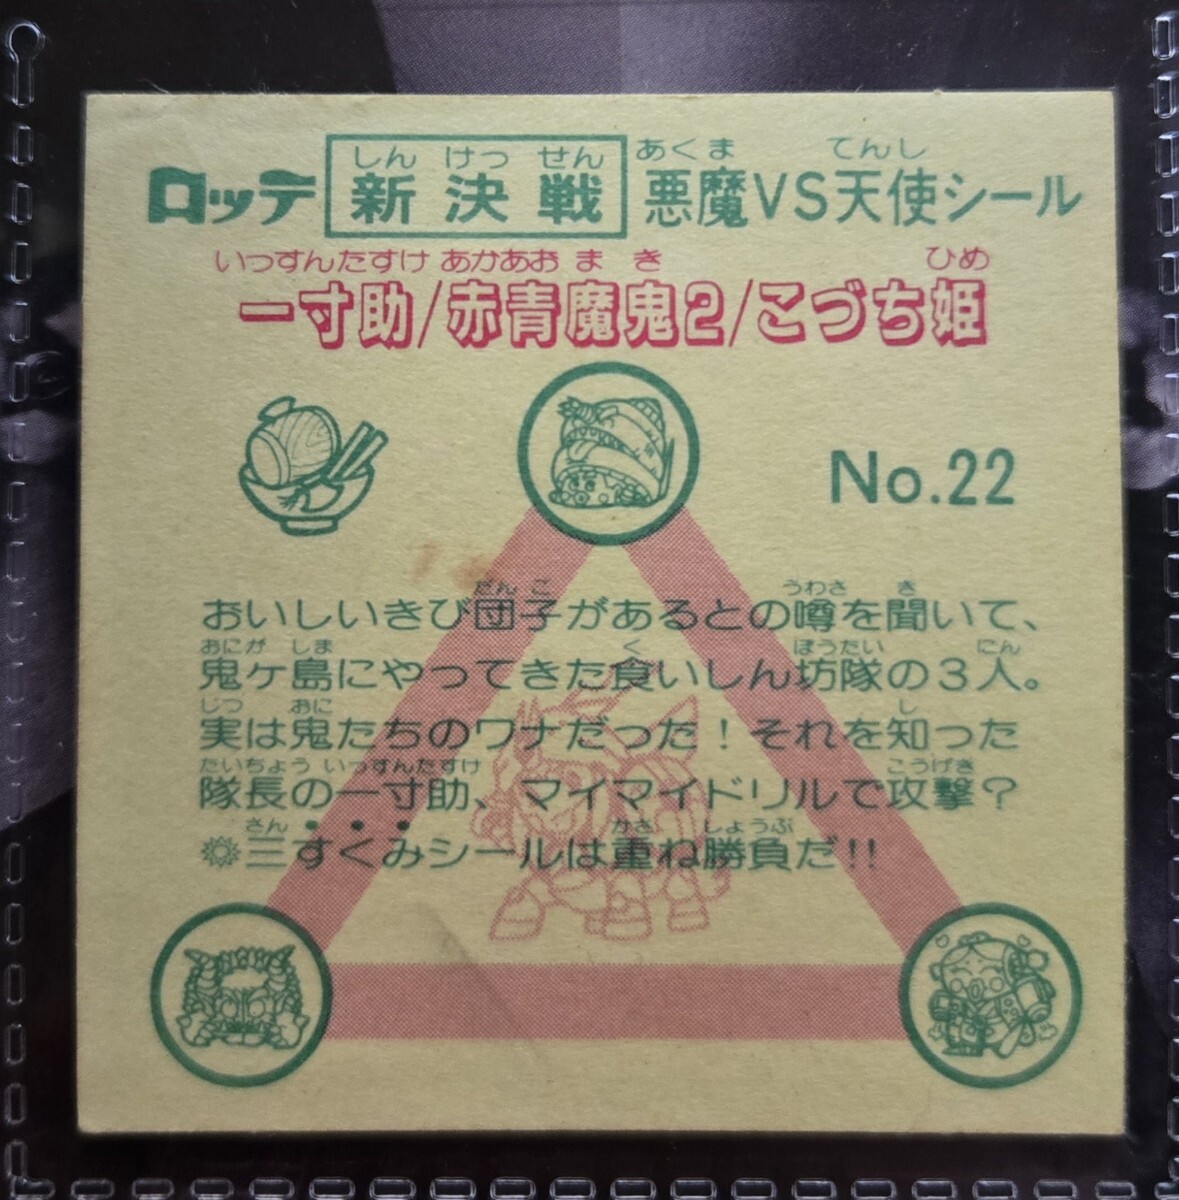 ロッテ 新決戦 悪魔VS天使シール
しん けっ せん あくま てんし
いっすんたすけ あかあお ま き ひめ
一寸助/赤青魔鬼2/こづち姫
No.22
だんご うわさ き
おいしいきび団子があるとの噂を聞いて、
おにが しま く ぼうたい にん
鬼ヶ島にやってきた食いしん坊隊の3人。
じつ おに し
実は鬼たちのワナだった!それを知った
たいちょう いっすんたすけ こうげき
隊長の一寸助、マイマイドリルで攻撃?
さん かさ しょうぶ
三すくみシールは重ね勝負だ!!